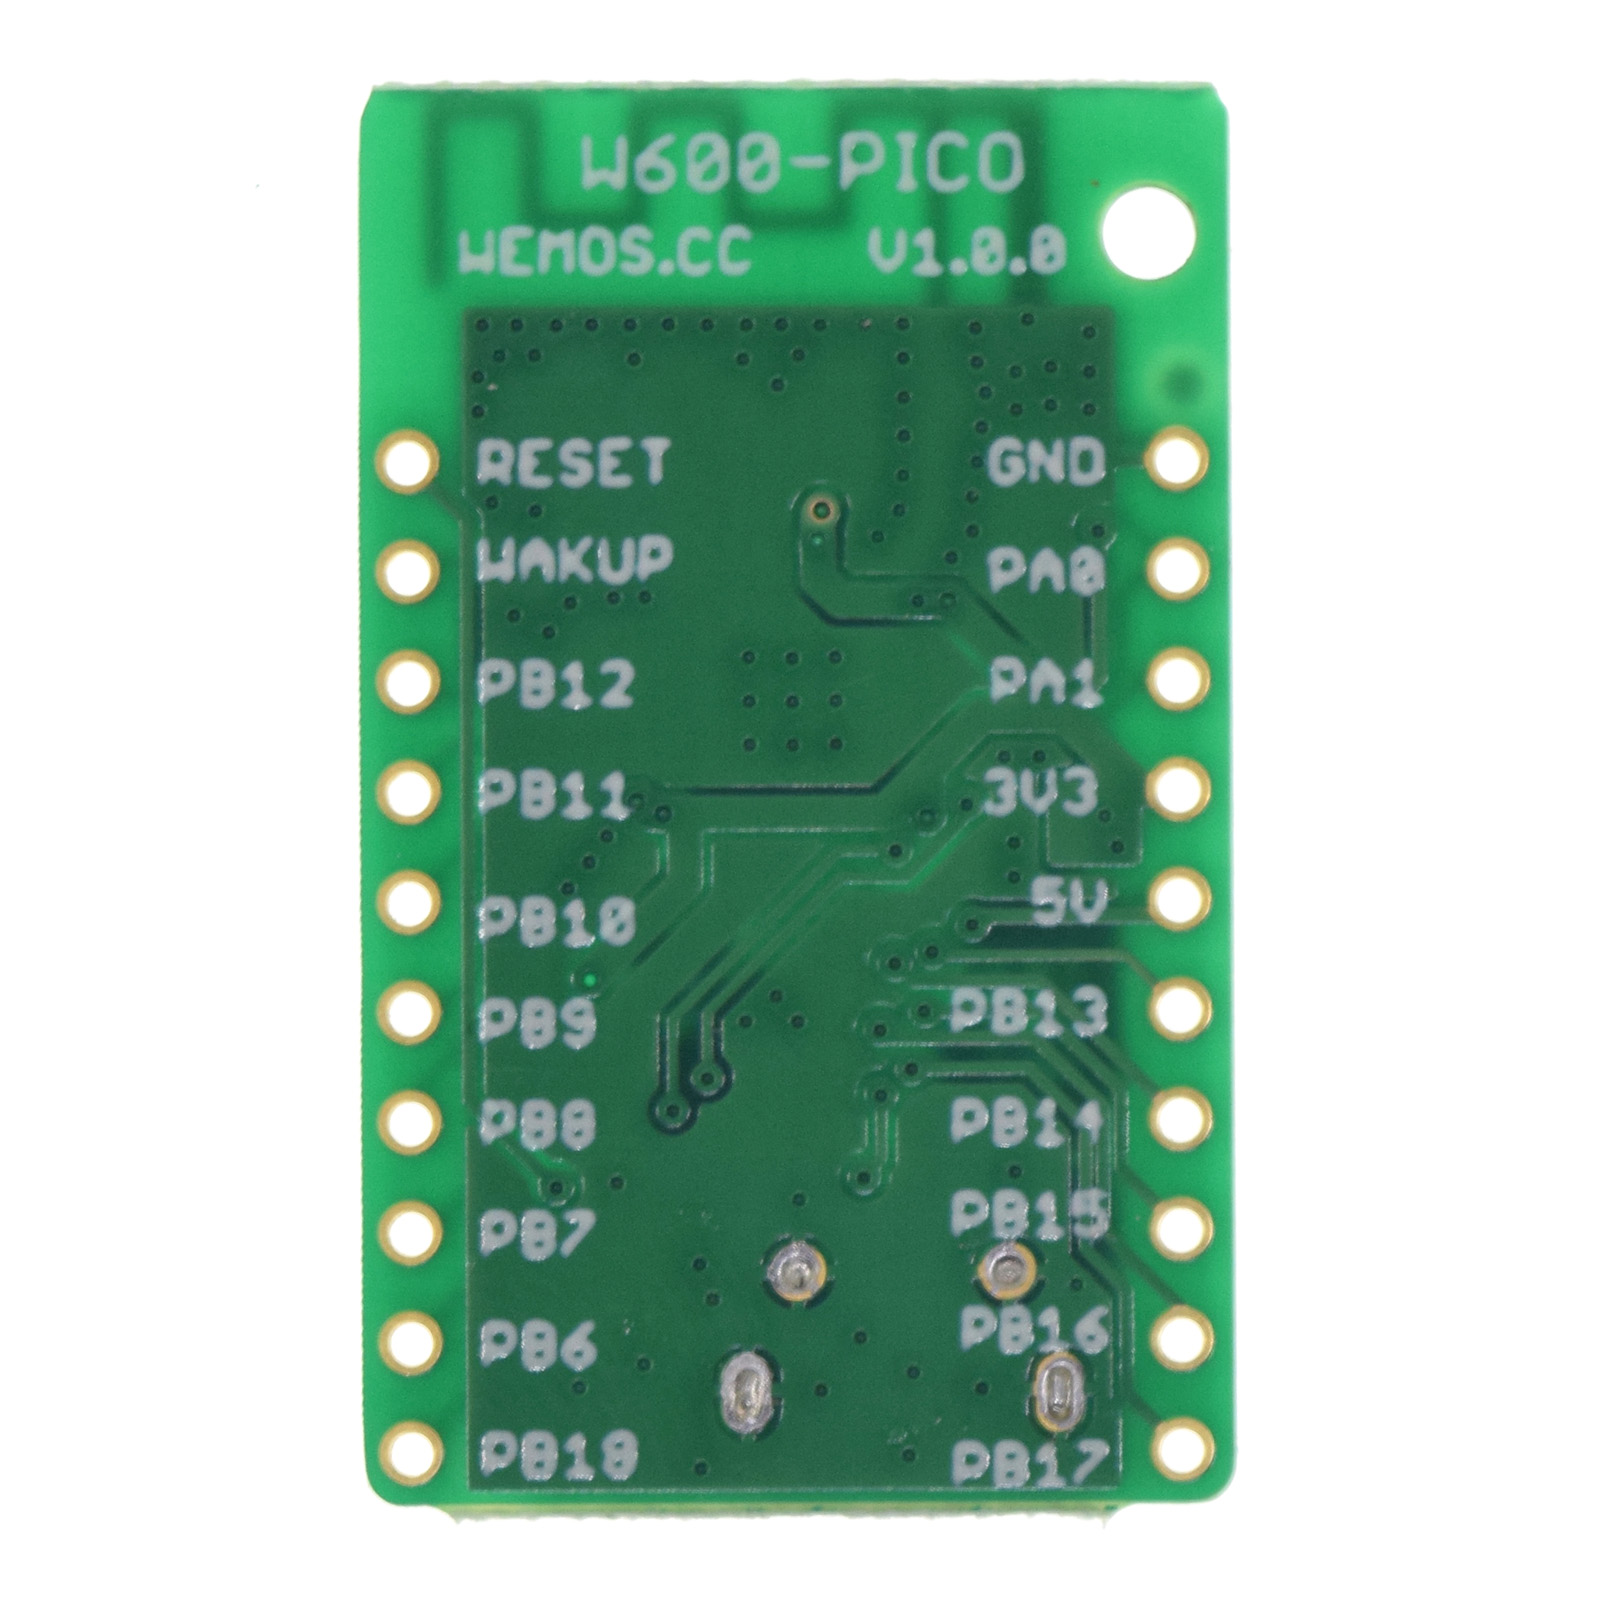 W600-PICO
WEMOS.CC V1.0.0
RESET GND
WAKUP PA0
PB12 PA1
PB11 3V3
PB10 5V
PB9 PB13
PB8 PB14
PB7 PB15
PB6 PB16
PB18 PB17